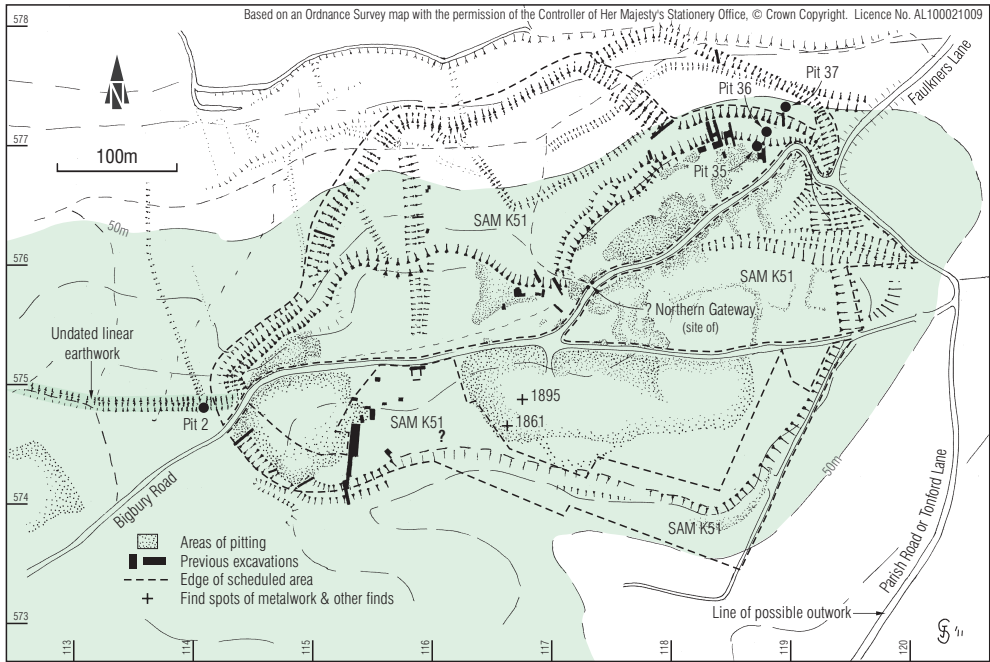 Based on an Ordnance Survey map with the permission of the Controller of Her Majesty's Stationery Office, © Crown Copyright. Licence No. AL100021009
578
577
576
575
574
573
N
100m
Pit 37
Pit 36
Pit 35
Faulkners Lane
SAM K51
50m
SAM K51
? Northern Gateway
(site of)
Undated linear
earthwork
1895
1861
SAM K51
?
Pit 2
50m
Bigbury Road
SAM K51
Parish Road or Tonford Lane
Areas of pitting
Previous excavations
Edge of scheduled area
Find spots of metalwork & other finds
Line of possible outwork
113
114
115
116
117
118
119
120
'11